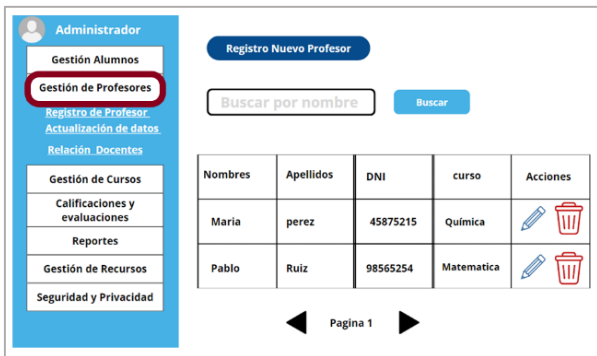 Administrador
Gestión Alumnos
Gestión de Profesores
Registro de Profesor
Actualización de datos
Relación Docentes
Gestión de Cursos
Calificaciones y
evaluaciones
Reportes
Gestión de Recursos
Seguridad y Privacidad
Registro Nuevo Profesor
Buscar por nombre
Buscar
Nombres Apellidos DNI curso Acciones
Maria perez 45875215 Química
Pablo Ruiz 98565254 Matematica
Pagina 1